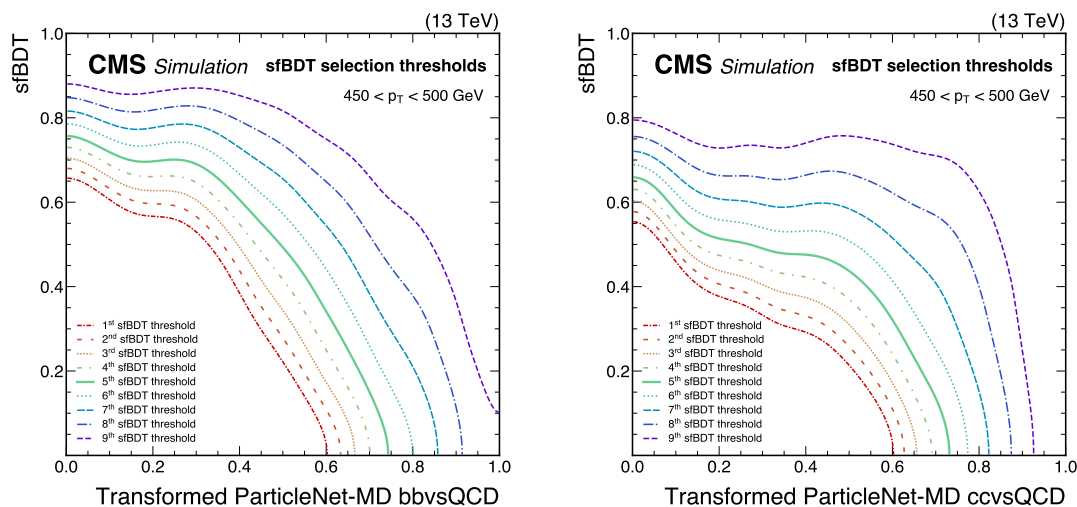 (13 TeV)
CMS Simulation
sfBDT selection thresholds
450 < pT < 500 GeV
sfBDT
1.0
0.8
0.6
0.4
0.2
1st sfBDT threshold
2nd sfBDT threshold
3rd sfBDT threshold
4th sfBDT threshold
5th sfBDT threshold
6th sfBDT threshold
7th sfBDT threshold
8th sfBDT threshold
9th sfBDT threshold
0.0 0.2 0.4 0.6 0.8 1.0
Transformed ParticleNet-MD bbvsQCD
(13 TeV)
CMS Simulation
sfBDT selection thresholds
450 < pT < 500 GeV
sfBDT
1.0
0.8
0.6
0.4
0.2
1st sfBDT threshold
2nd sfBDT threshold
3rd sfBDT threshold
4th sfBDT threshold
5th sfBDT threshold
6th sfBDT threshold
7th sfBDT threshold
8th sfBDT threshold
9th sfBDT threshold
0.0 0.2 0.4 0.6 0.8 1.0
Transformed ParticleNet-MD ccvsQCD